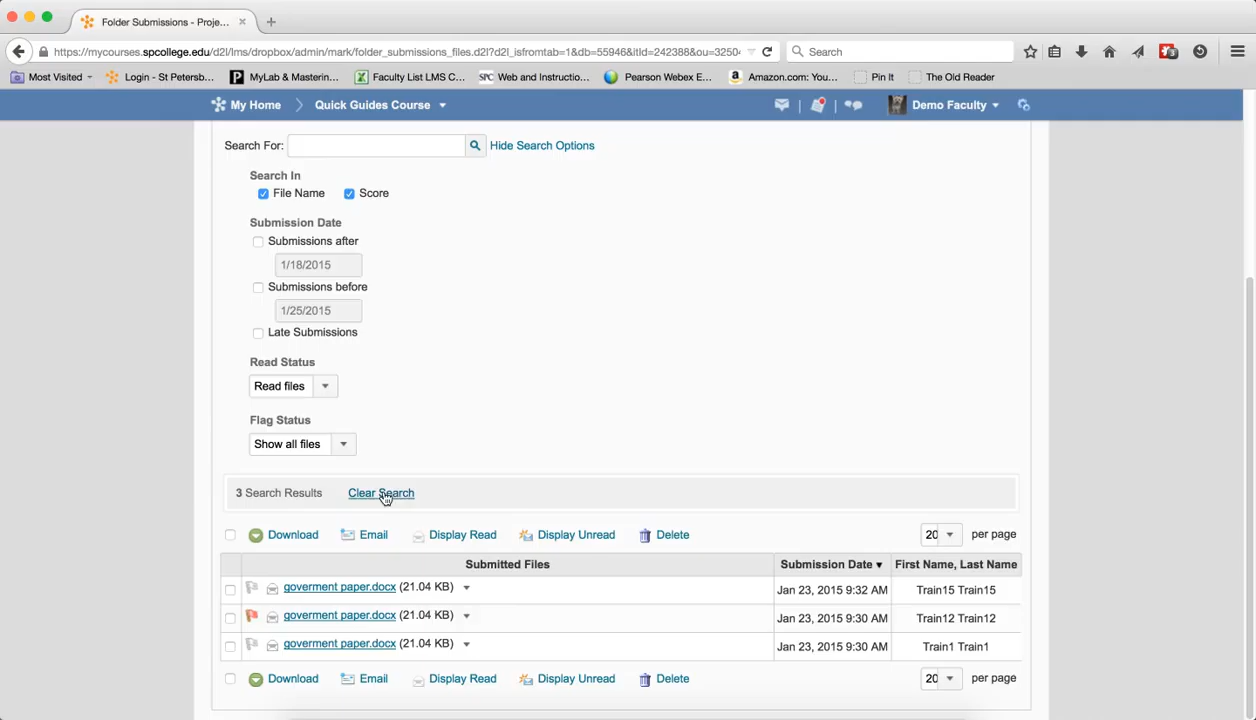 Folder Submissions - Proje...
https://mycourses.spcollege.edu/d2l/lms/dropbox/admin/mark/folder_submissions_files.d2l?d2l_isfromtab=1&db=55946&itId=242388&ou=3250
Search
Most Visited
Login - St Petersb...
MyLab & Mastering...
Faculty List LMS C...
SPC Web and Instructio...
Pearson Webex E...
Amazon.com: You...
Pin It
The Old Reader
My Home
Quick Guides Course
Demo Faculty
Search For:
Hide Search Options
Search In
File Name Score
Submission Date
Submissions after
1/18/2015
Submissions before
1/25/2015
Late Submissions
Read Status
Read files
Flag Status
Show all files
3 Search Results Clear Search
Download Email Display Read Display Unread Delete 20 per page
Submitted Files Submission Date First Name, Last Name
goverment paper.docx (21.04 KB) Jan 23, 2015 9:32 AM Train15 Train15
goverment paper.docx (21.04 KB) Jan 23, 2015 9:30 AM Train12 Train12
goverment paper.docx (21.04 KB) Jan 23, 2015 9:30 AM Train1 Train1
Download Email Display Read Display Unread Delete 20 per page